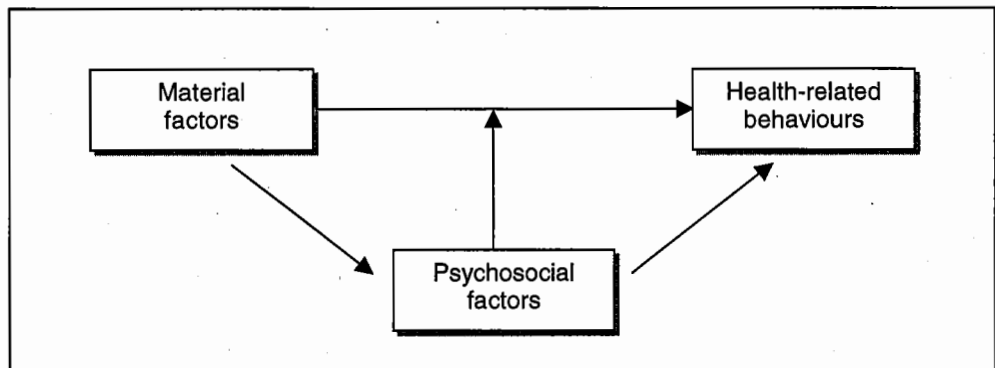 Material
factors
Health-related
behaviours
Psychosocial
factors